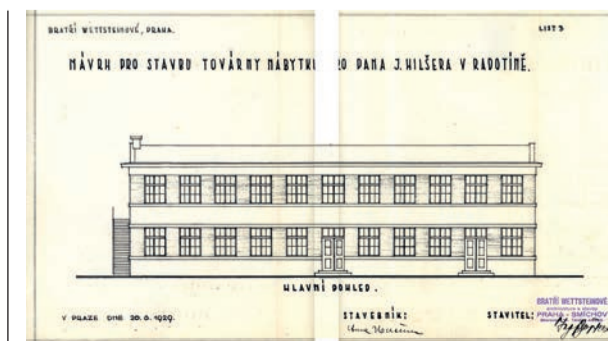 BRATŘÍ WETTSTEINOVÉ, PRAHA.
LIST 3
NÁVRH PRO STAVBU TOVÁRNY NÁBYTKU PRO PANA J. HILŠERA V RADOTÍNĚ.
HLAVNÍ POHLED.
V PRAZE DNE 20.6.1929.
STAVEBNÍK:
STAVITEL:
BRATŘÍ WETTSTEINOVÉ
PRAHA - SMÍCHOV